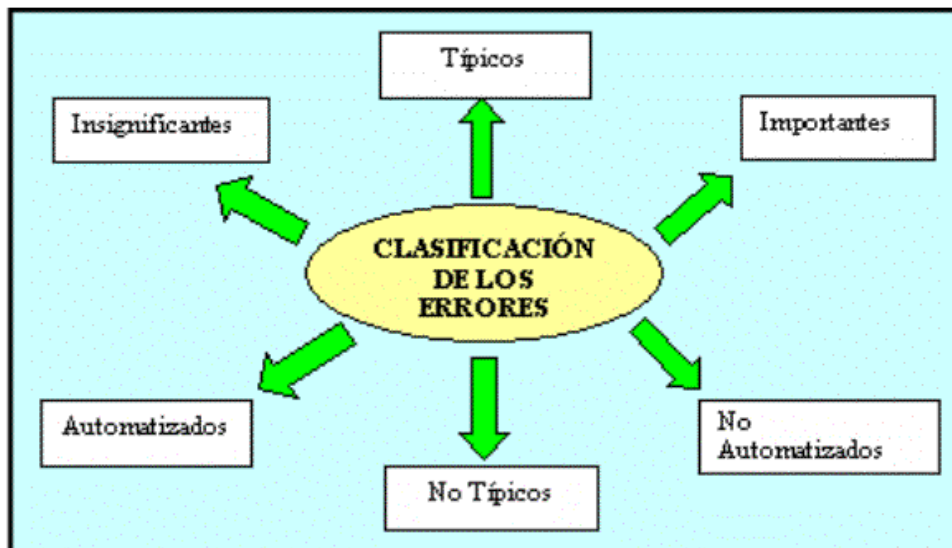 Típicos
Insignificantes
Importantes
CLASIFICACIÓN
DE LOS
ERRORES
Automatizados
No
Automatizados
No Típicos